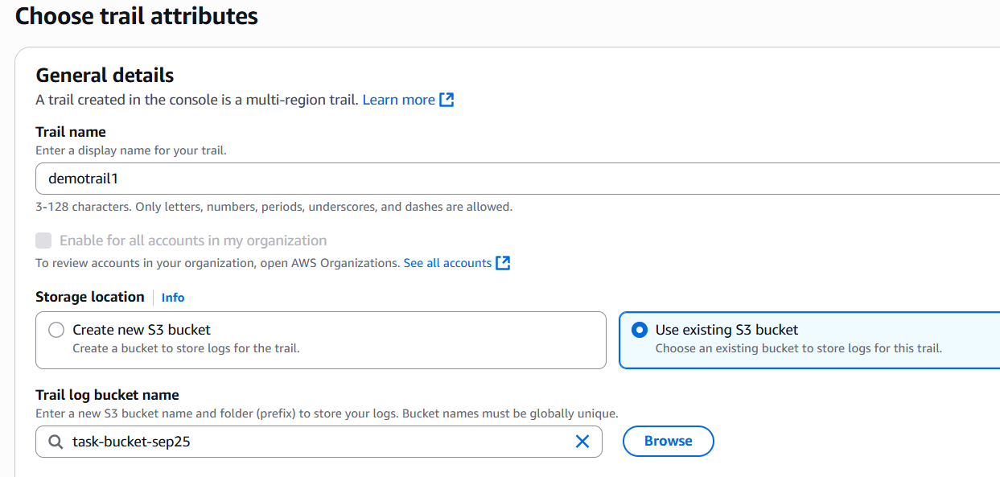 Choose trail attributes
General details
A trail created in the console is a multi-region trail. Learn more
Trail name
Enter a display name for your trail.
demotrail1
3-128 characters. Only letters, numbers, periods, underscores, and dashes are allowed.
Enable for all accounts in my organization
To review accounts in your organization, open AWS Organizations. See all accounts
Storage location Info
Create new S3 bucket
Create a bucket to store logs for the trail.
Use existing S3 bucket
Choose an existing bucket to store logs for this trail.
Trail log bucket name
Enter a new S3 bucket name and folder (prefix) to store your logs. Bucket names must be globally unique.
task-bucket-sep25
Browse